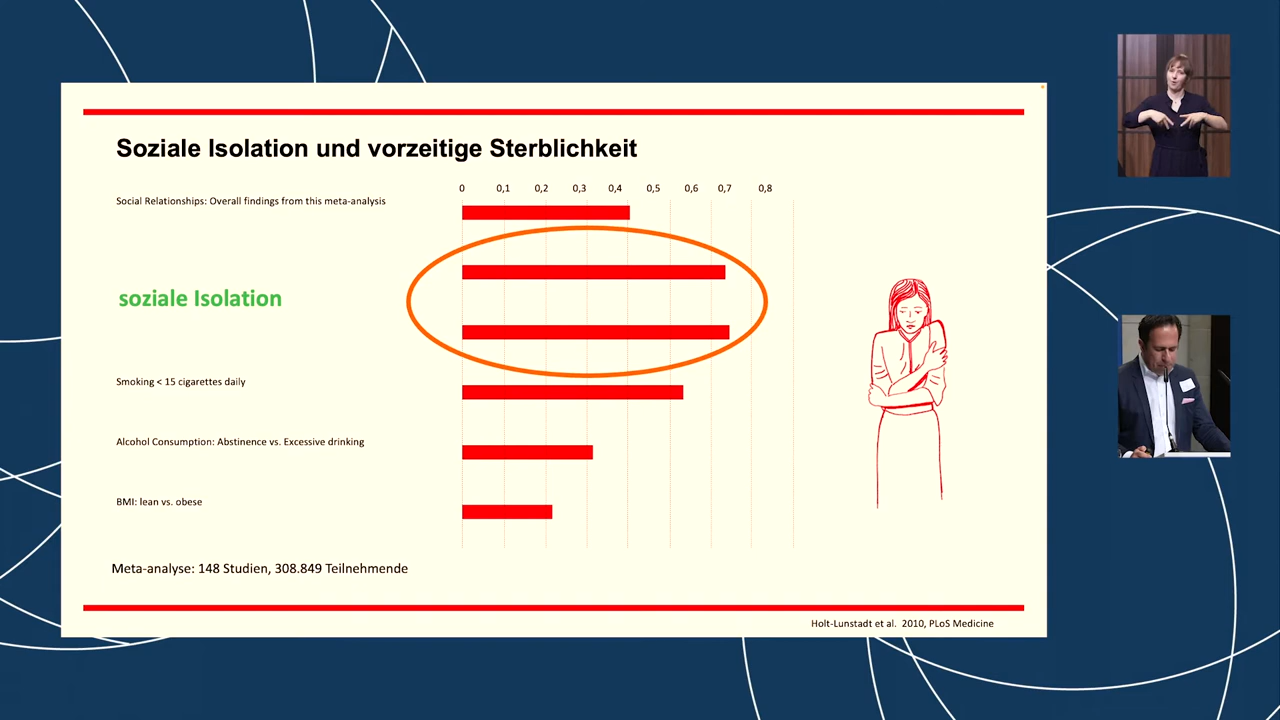 Soziale Isolation und vorzeitige Sterblichkeit
0 0,1 0,2 0,3 0,4 0,5 0,6 0,7 0,8
Social Relationships: Overall findings from this meta-analysis
soziale Isolation
Smoking < 15 cigarettes daily
Alcohol Consumption: Abstinence vs. Excessive drinking
BMI: lean vs. obese
Meta-analyse: 148 Studien, 308.849 Teilnehmende
Holt-Lunstadt et al. 2010, PLoS Medicine